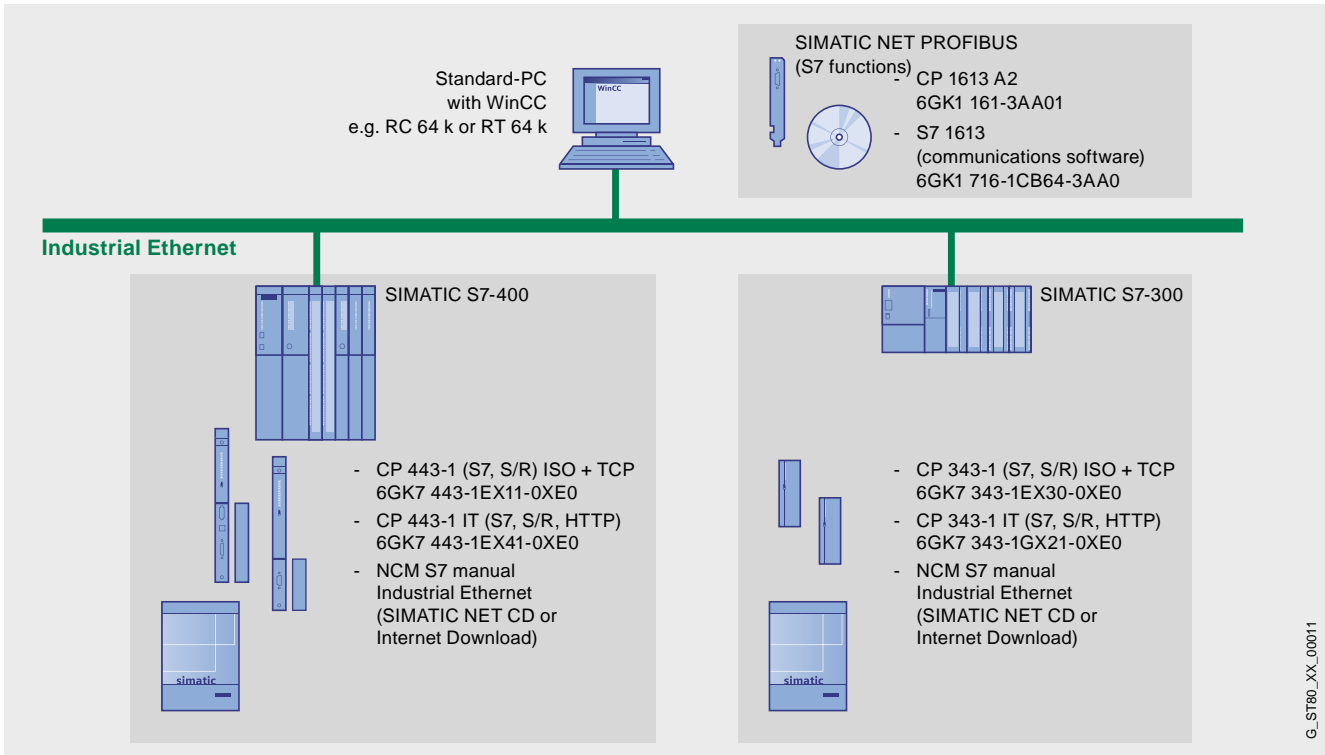 Standard-PC
with WinCC
e.g. RC 64 k or RT 64 k
WinCC
SIMATIC NET PROFIBUS
(S7 functions)
- CP 1613 A2
6GK1 161-3AA01
- S7 1613
(communications software)
6GK1 716-1CB64-3AA0
Industrial Ethernet
SIMATIC S7-400
- CP 443-1 (S7, S/R) ISO + TCP
6GK7 443-1EX11-0XE0
- CP 443-1 IT (S7, S/R, HTTP)
6GK7 443-1EX41-0XE0
- NCM S7 manual
Industrial Ethernet
(SIMATIC NET CD or
Internet Download)
simatic
SIMATIC S7-300
- CP 343-1 (S7, S/R) ISO + TCP
6GK7 343-1EX30-0XE0
- CP 343-1 IT (S7, S/R, HTTP)
6GK7 343-1GX21-0XE0
- NCM S7 manual
Industrial Ethernet
(SIMATIC NET CD or
Internet Download)
simatic
G_ST80_XX_00011